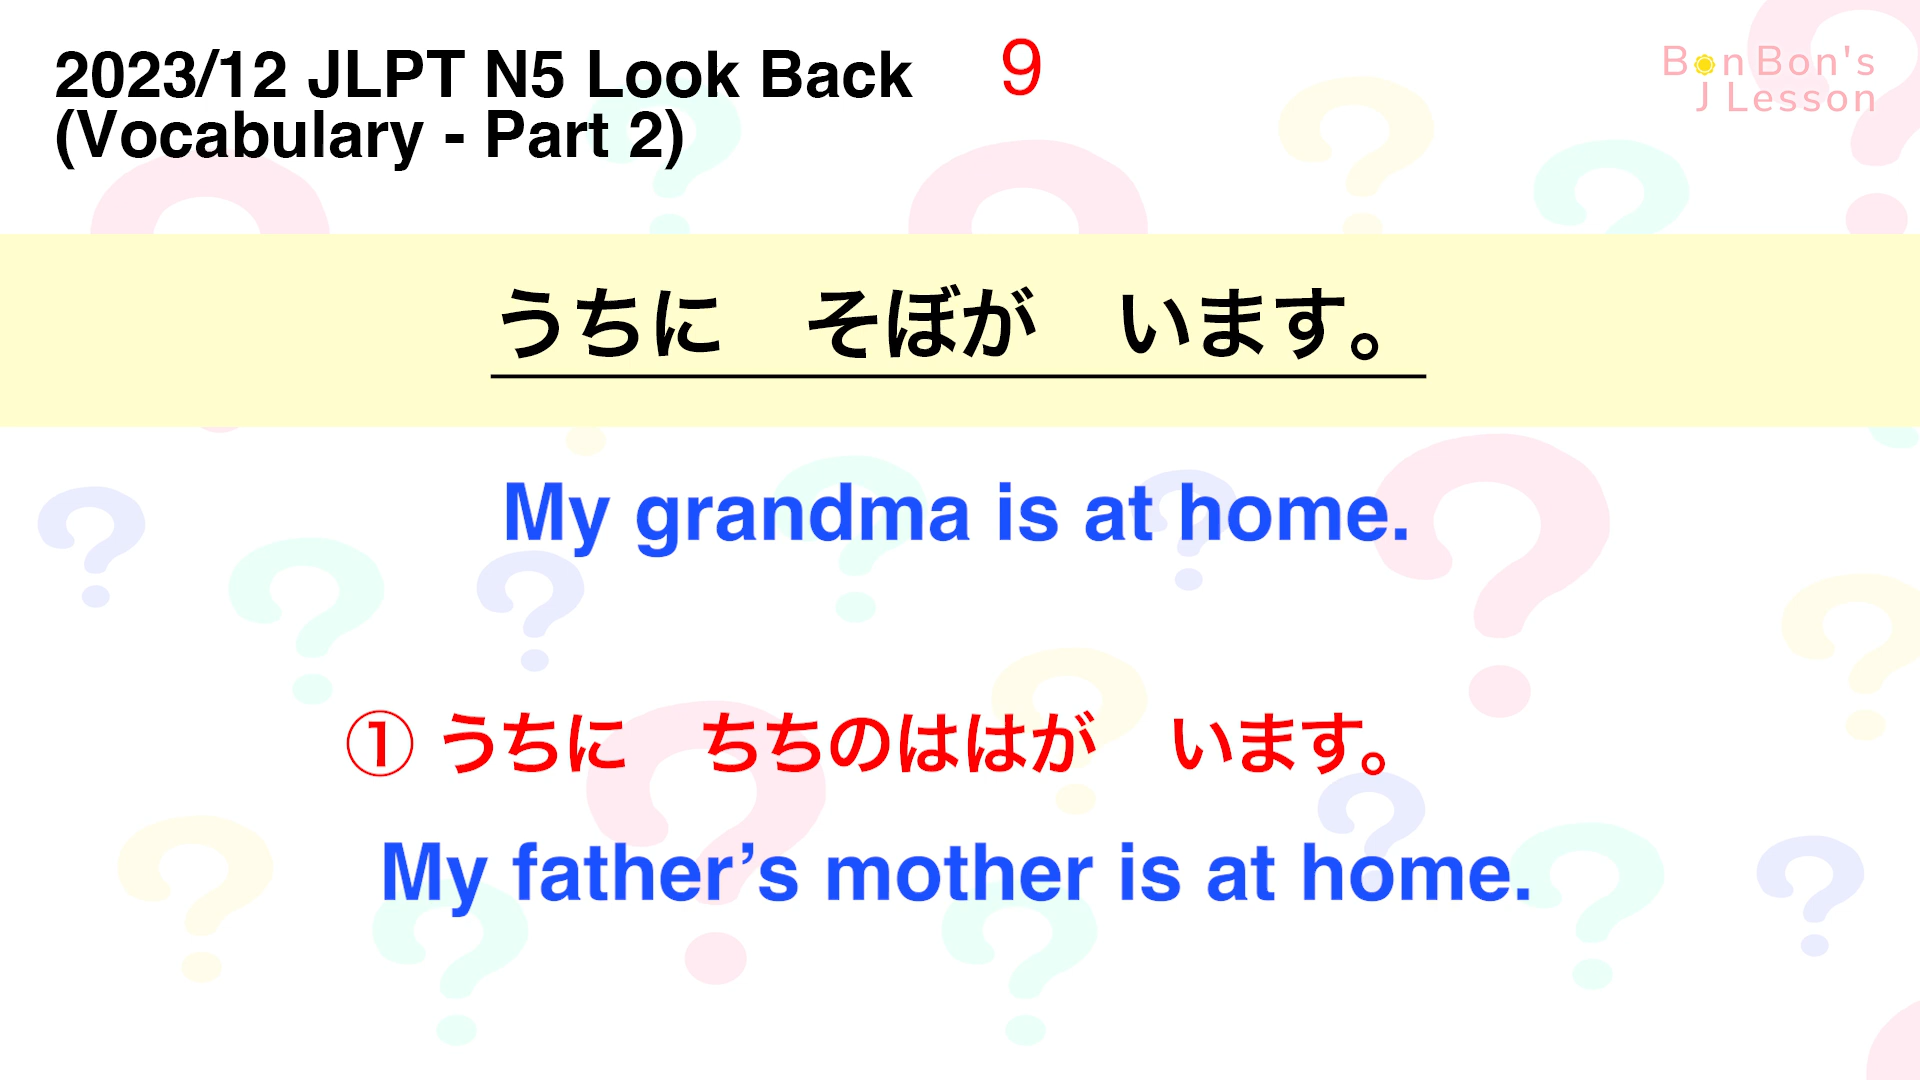 2023/12 JLPT N5 Look Back 9
(Vocabulary - Part 2)
BonBon's
J Lesson
うちに　そぼが　います。
My grandma is at home.
① うちに　ちちのははが　います。
My father’s mother is at home.